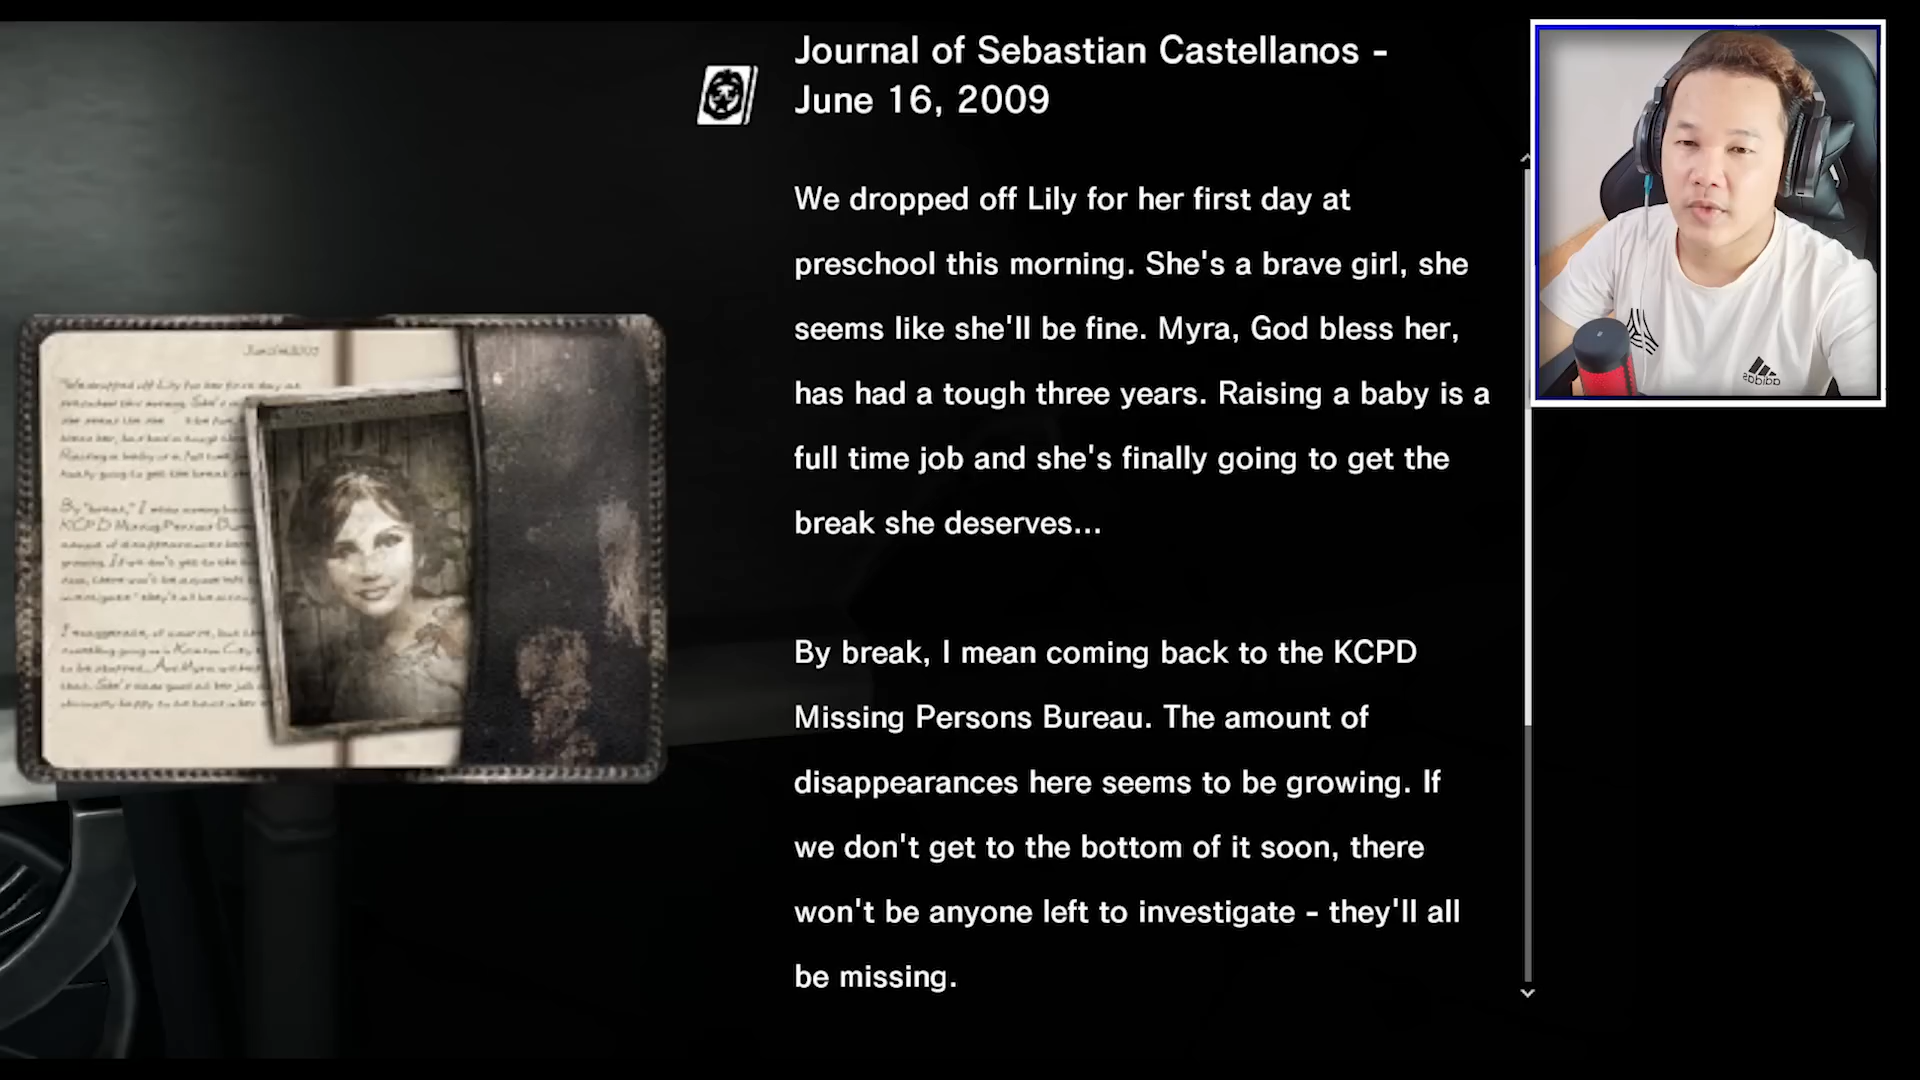 Journal of Sebastian Castellanos -
June 16, 2009
We dropped off Lily for her first day at
preschool this morning. She's a brave girl, she
seems like she'll be fine. Myra, God bless her,
has had a tough three years. Raising a baby is a
full time job and she's finally going to get the
break she deserves...
By break, I mean coming back to the KCPD
Missing Persons Bureau. The amount of
disappearances here seems to be growing. If
we don't get to the bottom of it soon, there
won't be anyone left to investigate - they'll all
be missing.
adidas